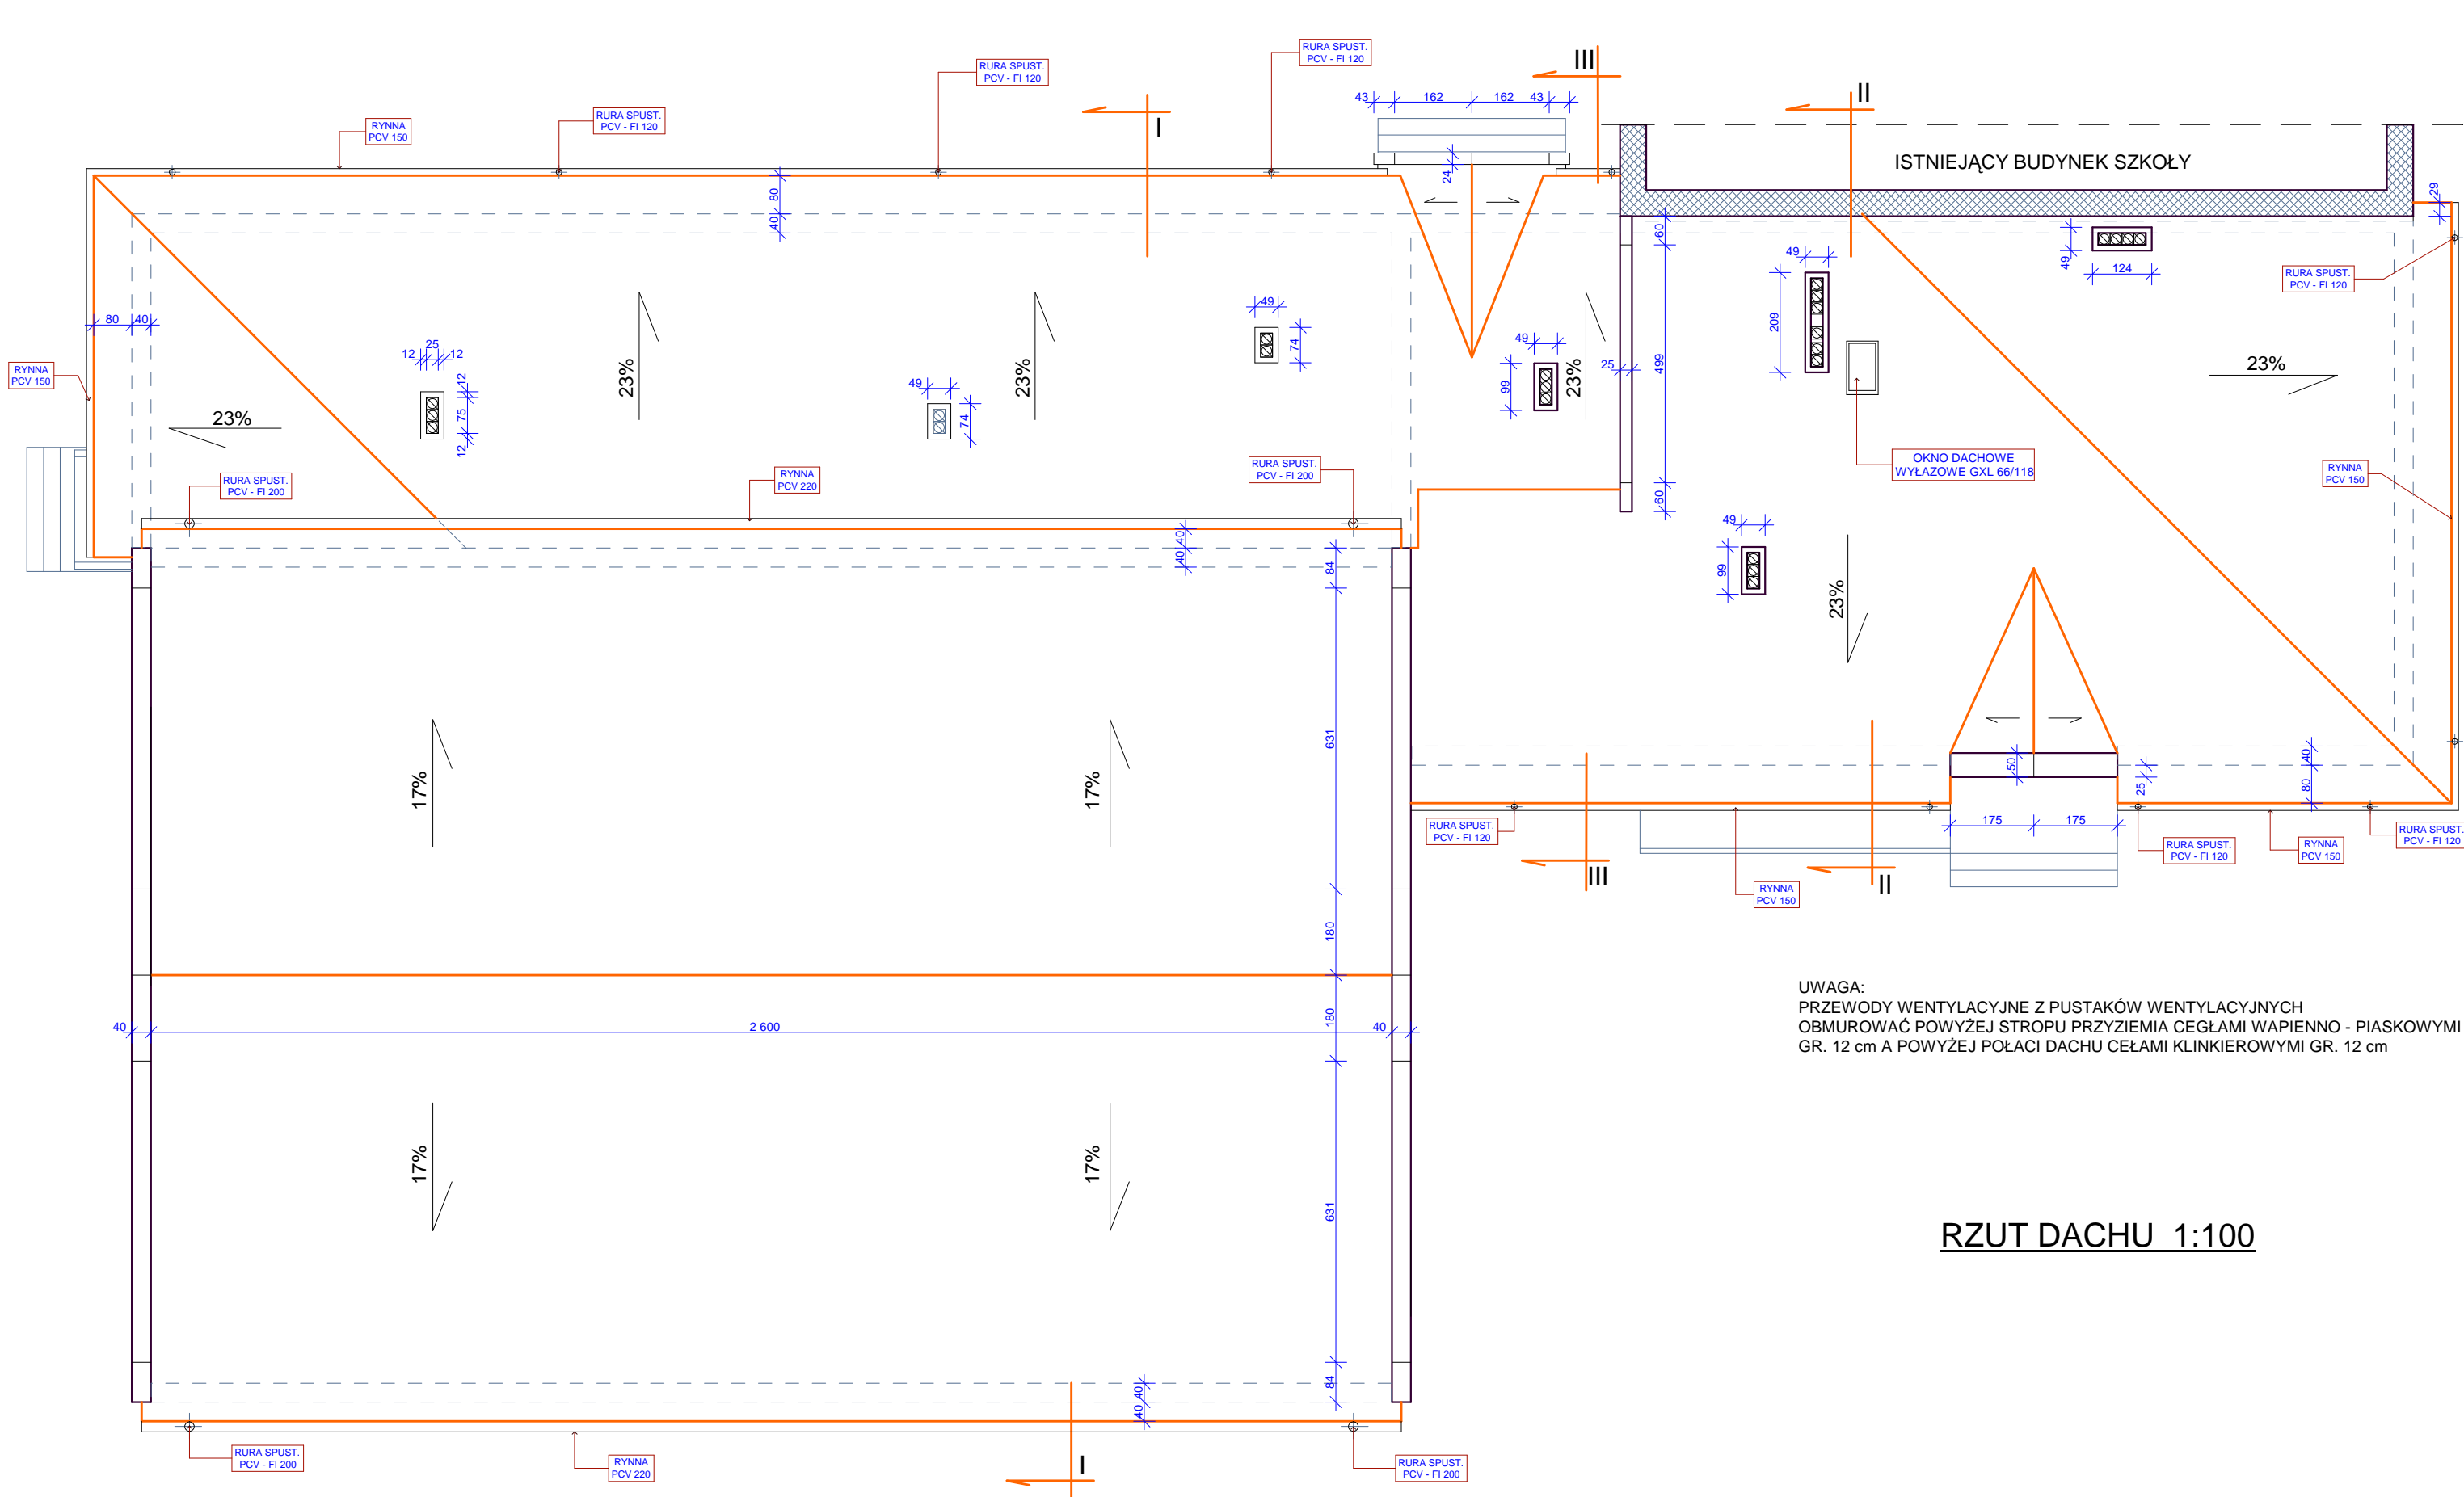 RURA SPUST.
PCV - FI 120
III
RURA SPUST.
PCV - FI 120
II
43
162
162
43
RURA SPUST.
PCV - FI 120
RYNNA
PCV 150
I
ISTNIEJĄCY BUDYNEK SZKOŁY
24
29
80
40
60
49
49
124
RURA SPUST.
PCV - FI 120
209
80
40
49
74
49
99
23%
25
499
23%
12
25
12
12
75
12
23%
23%
49
74
RYNNA
PCV 150
23%
OKNO DACHOWE
WYŁAZOWE GXL 66/118
RYNNA
PCV 150
RURA SPUST.
PCV - FI 200
RYNNA
PCV 220
RURA SPUST.
PCV - FI 200
60
49
99
40
40
84
23%
631
17%
17%
50
25
40
80
175
175
RURA SPUST.
PCV - FI 120
RURA SPUST.
PCV - FI 120
RYNNA
PCV 150
RURA SPUST.
PCV - FI 120
III
II
RYNNA
PCV 150
180
UWAGA:
PRZEWODY WENTYLACYJNE Z PUSTAKÓW WENTYLACYJNYCH
OBMUROWAĆ POWYŻEJ STROPU PRZYZIEMIA CEGŁAMI WAPIENNO - PIASKOWYMI
GR. 12 cm A POWYŻEJ POŁACI DACHU CEŁAMI KLINKIEROWYMI GR. 12 cm
40
2 600
180
40
17%
17%
631
RZUT DACHU 1:100
84
40
40
RURA SPUST.
PCV - FI 200
RYNNA
PCV 220
I
RURA SPUST.
PCV - FI 200